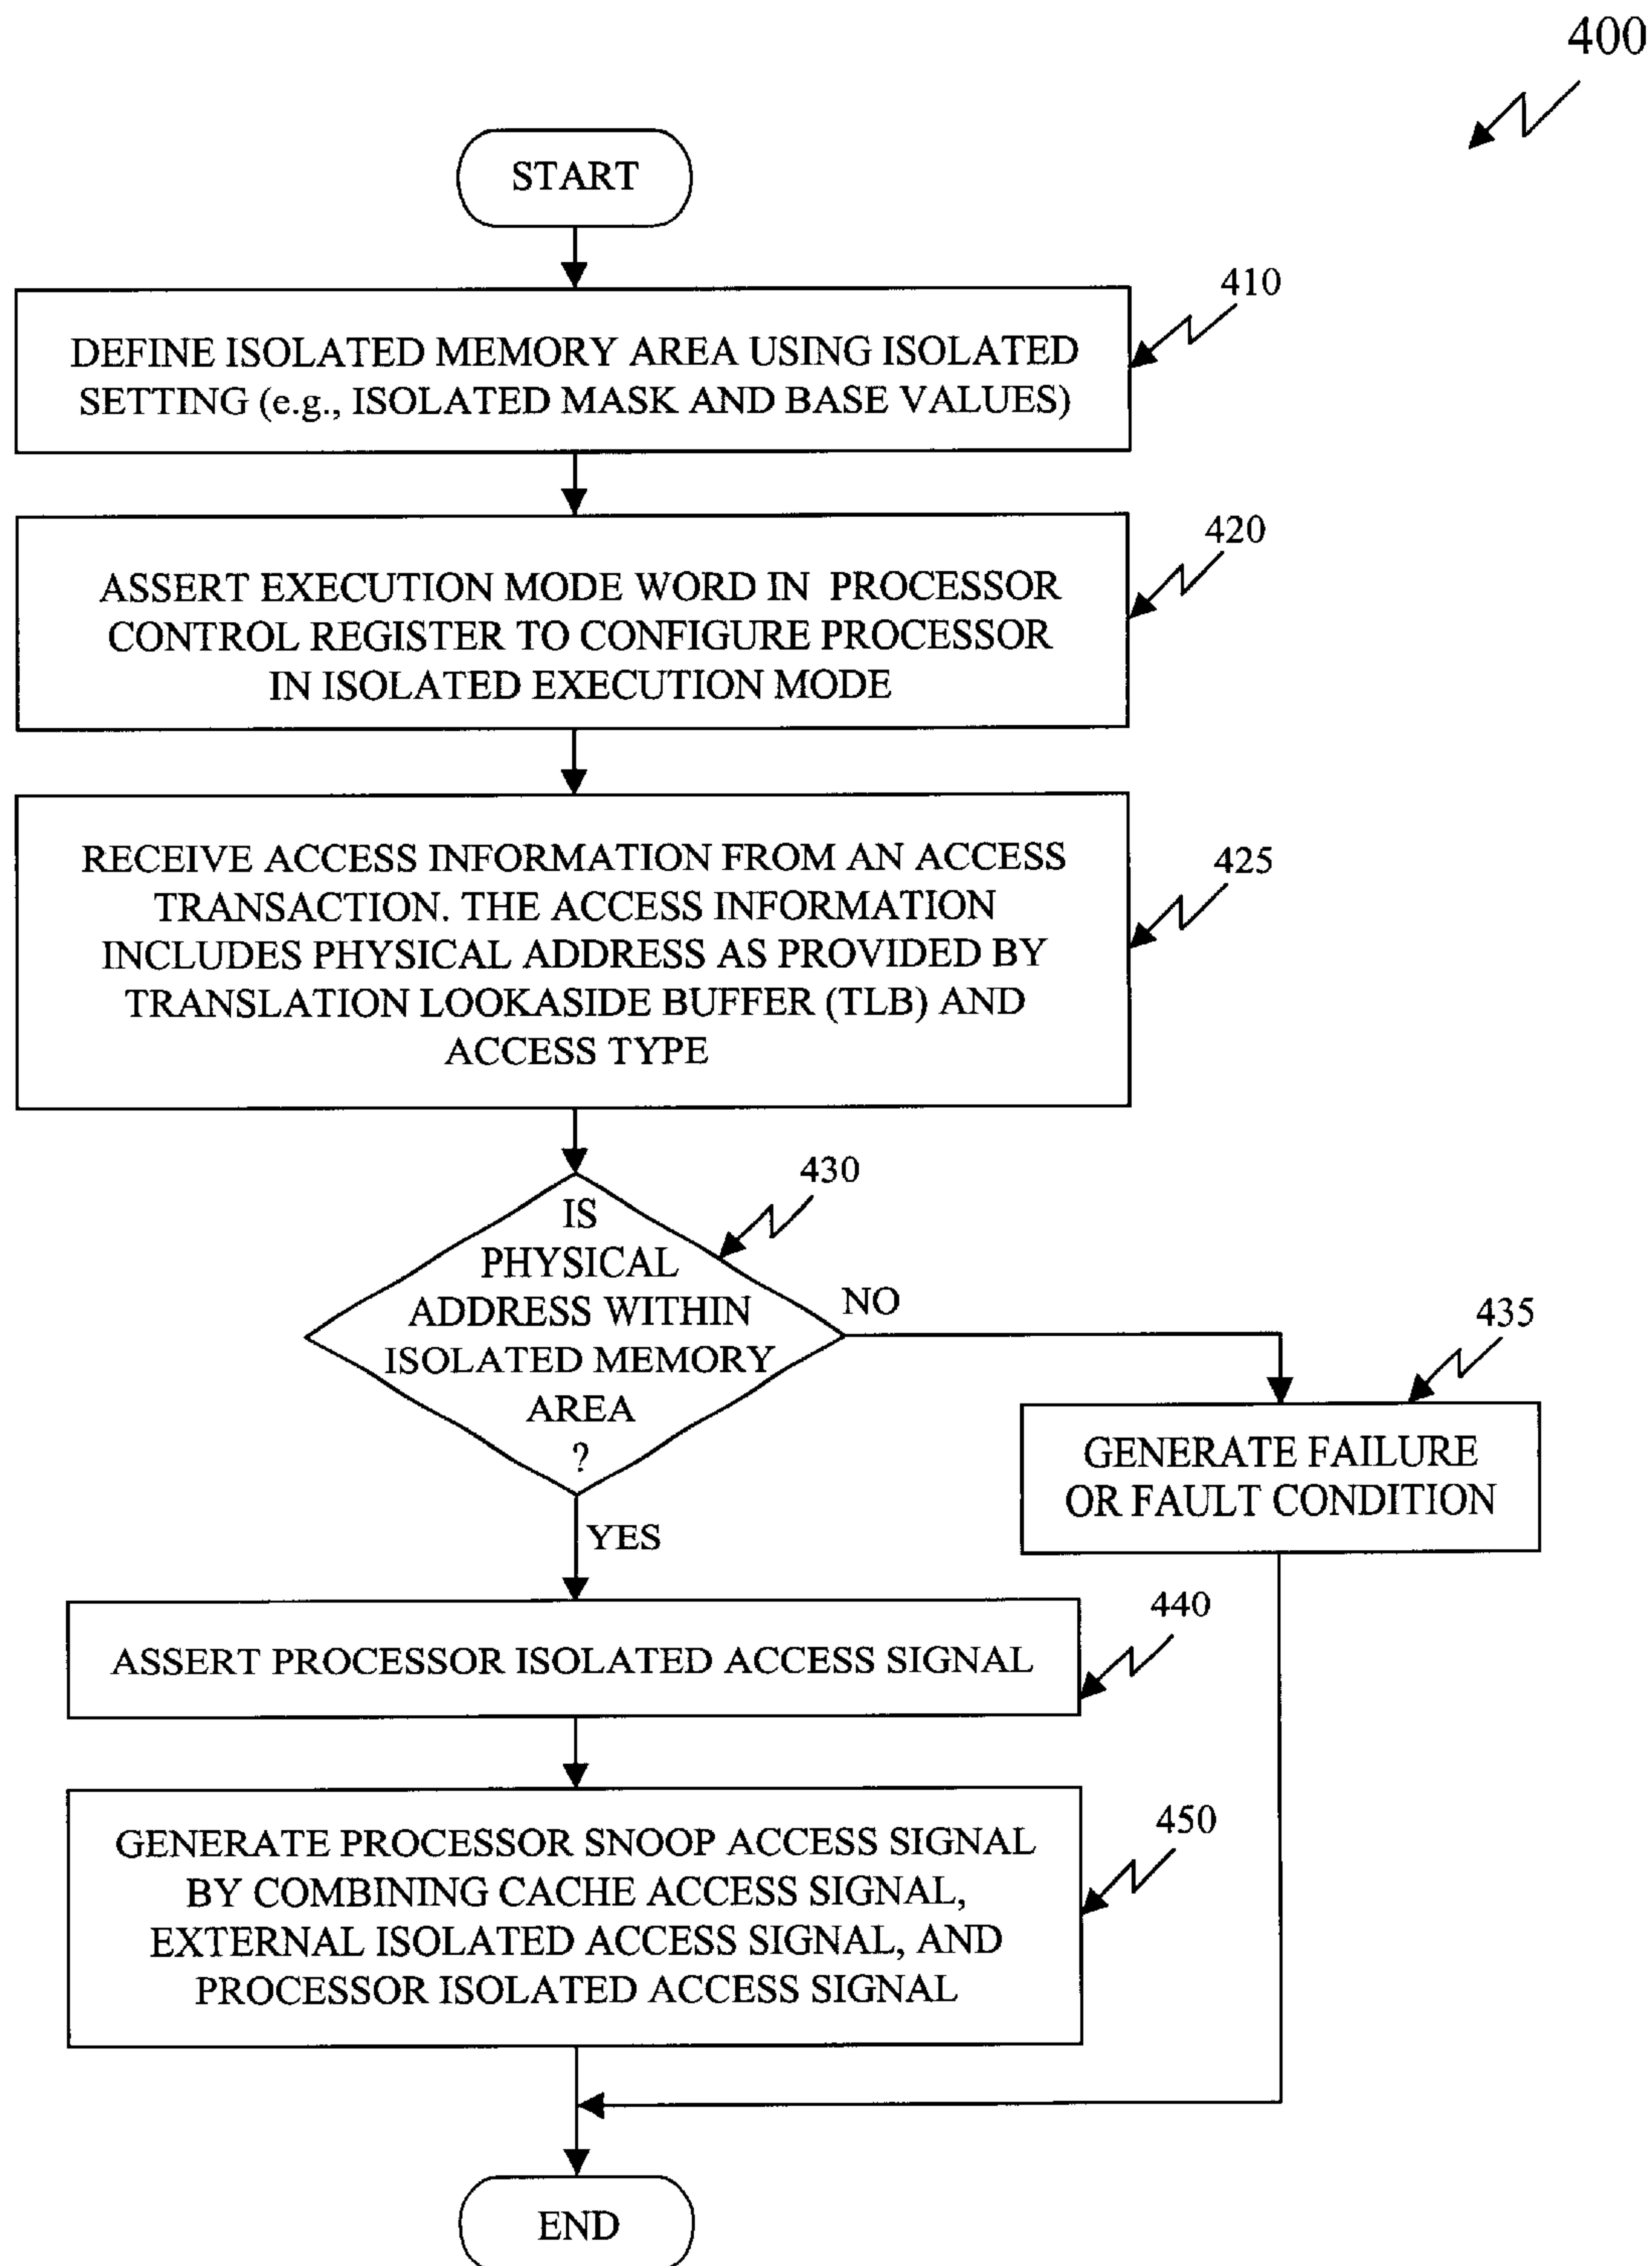 400
START
410
DEFINE ISOLATED MEMORY AREA USING ISOLATED
SETTING (e.g., ISOLATED MASK AND BASE VALUES)
420
ASSERT EXECUTION MODE WORD IN PROCESSOR
CONTROL REGISTER TO CONFIGURE PROCESSOR
IN ISOLATED EXECUTION MODE
425
RECEIVE ACCESS INFORMATION FROM AN ACCESS
TRANSACTION. THE ACCESS INFORMATION
INCLUDES PHYSICAL ADDRESS AS PROVIDED BY
TRANSLATION LOOKASIDE BUFFER (TLB) AND
ACCESS TYPE
430
IS
PHYSICAL
ADDRESS WITHIN
ISOLATED MEMORY
AREA
?
NO
435
GENERATE FAILURE
OR FAULT CONDITION
YES
440
ASSERT PROCESSOR ISOLATED ACCESS SIGNAL
450
GENERATE PROCESSOR SNOOP ACCESS SIGNAL
BY COMBINING CACHE ACCESS SIGNAL,
EXTERNAL ISOLATED ACCESS SIGNAL, AND
PROCESSOR ISOLATED ACCESS SIGNAL
END